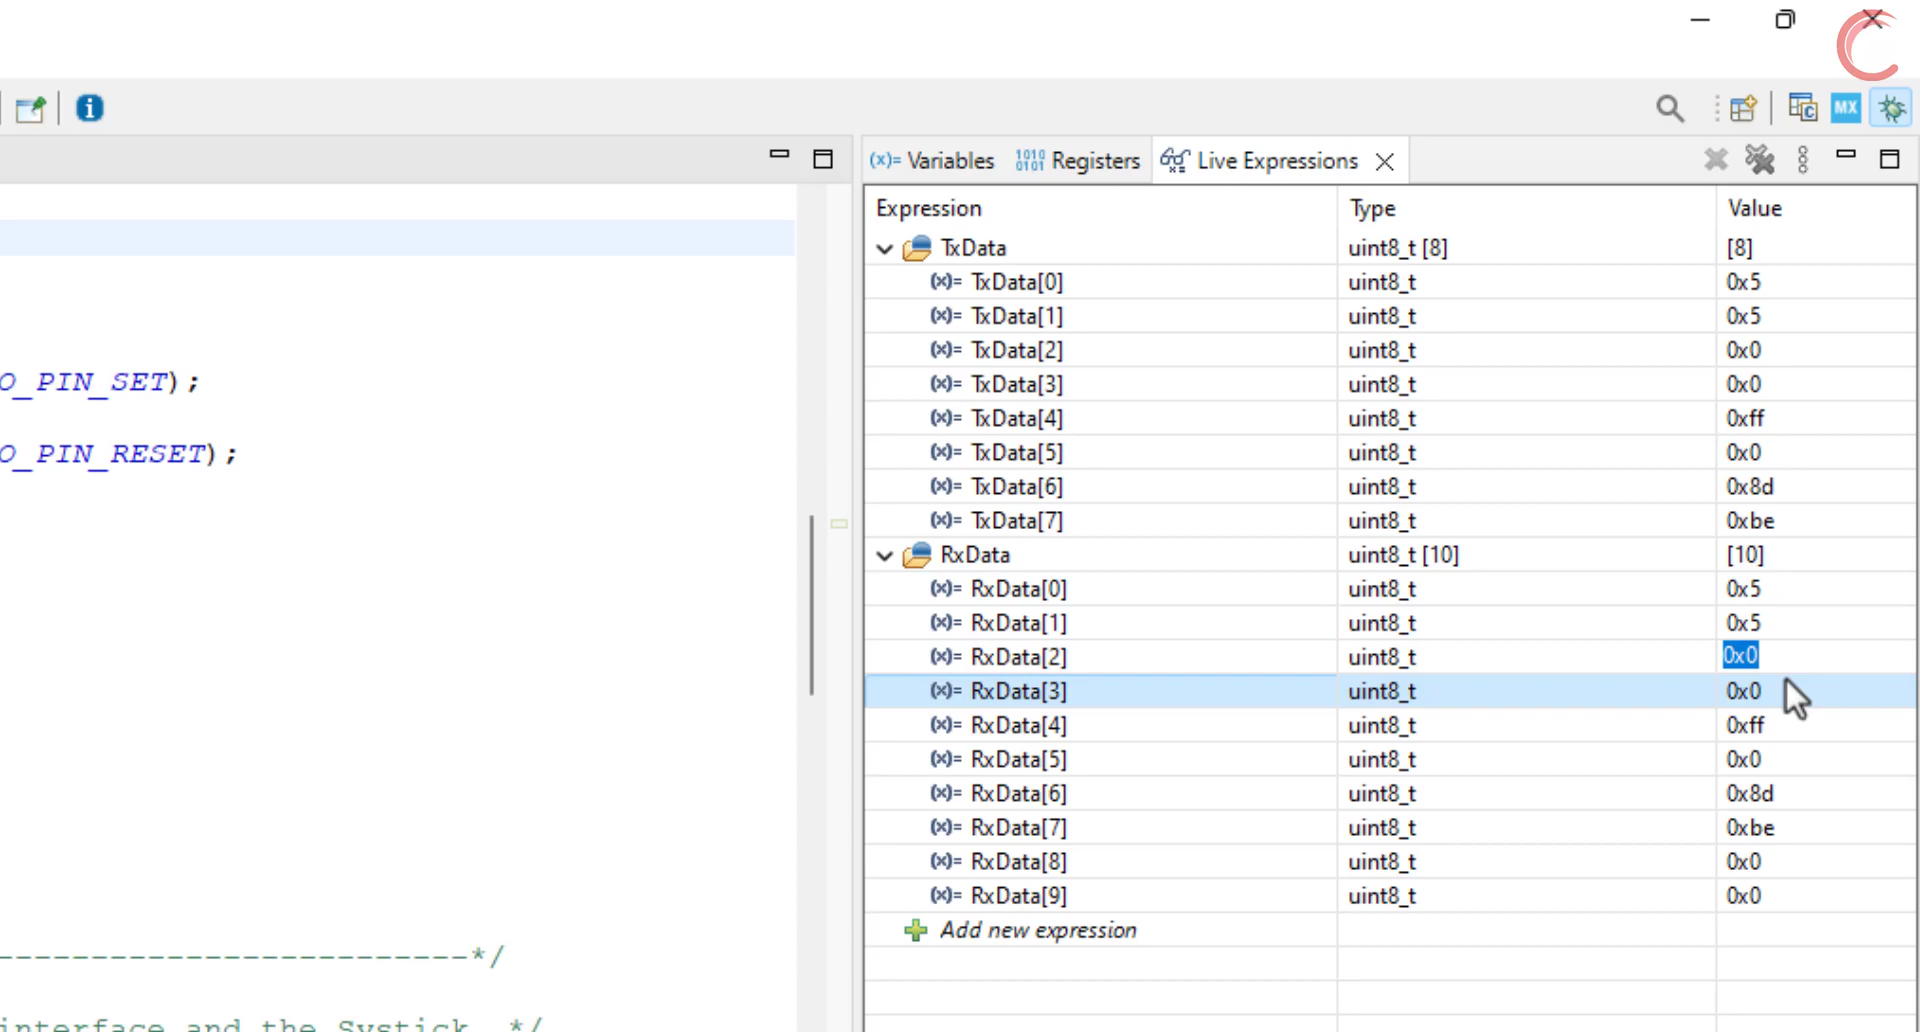 MX
(x)= Variables 1010 0101 Registers Live Expressions
Expression Type Value
TxData uint8_t [8] [8]
(x)= TxData[0] uint8_t 0x5
(x)= TxData[1] uint8_t 0x5
(x)= TxData[2] uint8_t 0x0
(x)= TxData[3] uint8_t 0x0
(x)= TxData[4] uint8_t 0xff
(x)= TxData[5] uint8_t 0x0
(x)= TxData[6] uint8_t 0x8d
(x)= TxData[7] uint8_t 0xbe
RxData uint8_t [10] [10]
(x)= RxData[0] uint8_t 0x5
(x)= RxData[1] uint8_t 0x5
(x)= RxData[2] uint8_t 0x0
(x)= RxData[3] uint8_t 0x0
(x)= RxData[4] uint8_t 0xff
(x)= RxData[5] uint8_t 0x0
(x)= RxData[6] uint8_t 0x8d
(x)= RxData[7] uint8_t 0xbe
(x)= RxData[8] uint8_t 0x0
(x)= RxData[9] uint8_t 0x0
Add new expression
O_PIN_SET);
O_PIN_RESET);
-------------------------*/
interface and the Systick. */